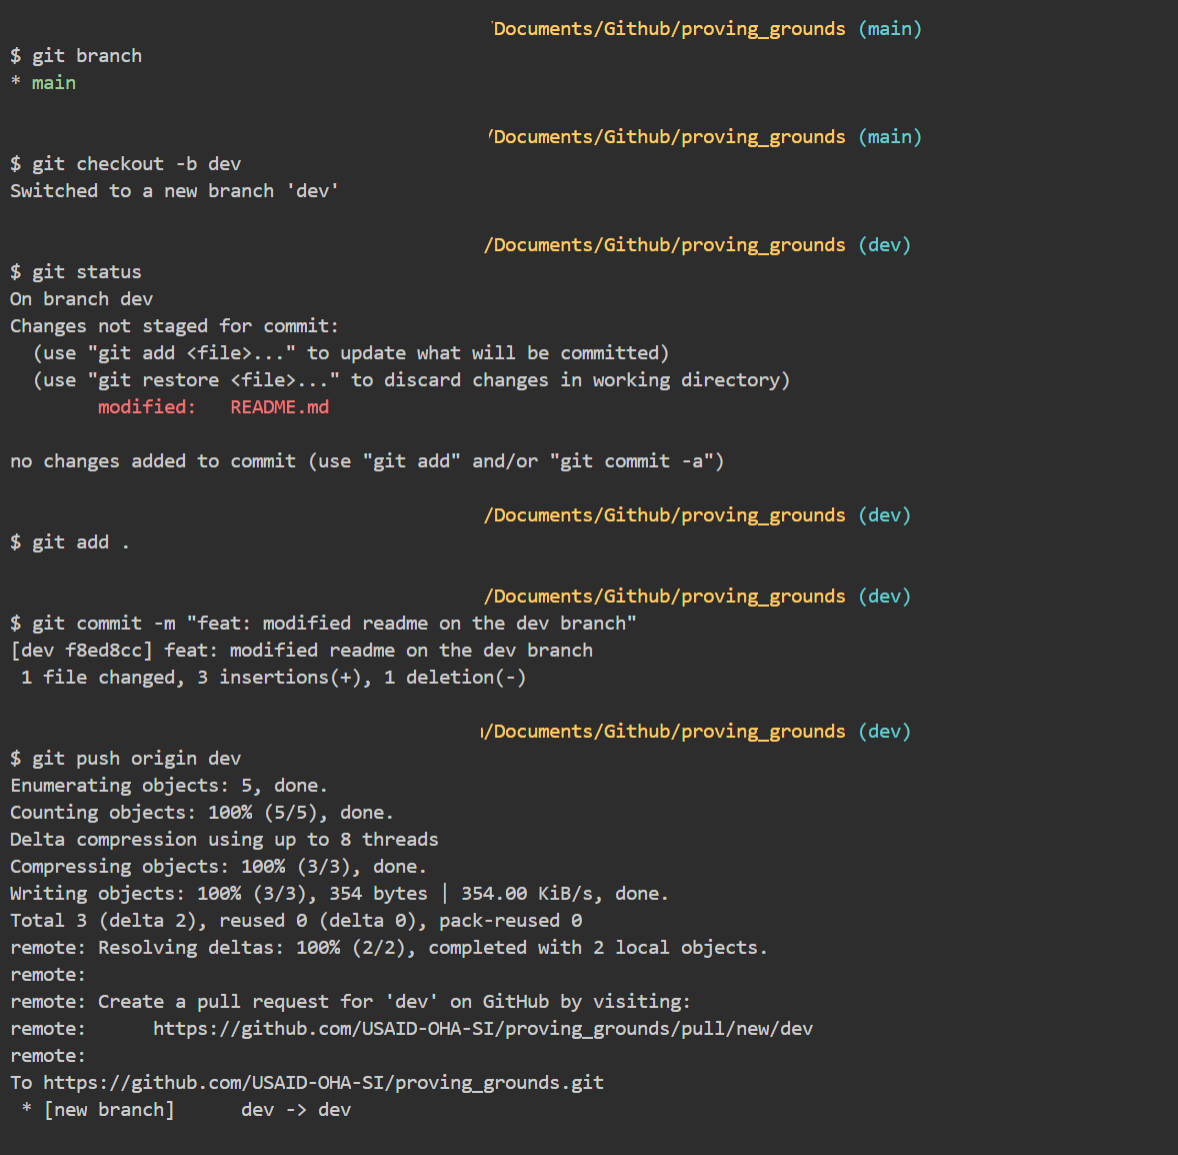 Documents/Github/proving_grounds (main)
$ git branch
* main
/Documents/Github/proving_grounds (main)
$ git checkout -b dev
Switched to a new branch 'dev'
/Documents/Github/proving_grounds (dev)
$ git status
On branch dev
Changes not staged for commit:
  (use "git add <file>..." to update what will be committed)
  (use "git restore <file>..." to discard changes in working directory)
        modified:   README.md
no changes added to commit (use "git add" and/or "git commit -a")
/Documents/Github/proving_grounds (dev)
$ git add .
/Documents/Github/proving_grounds (dev)
$ git commit -m "feat: modified readme on the dev branch"
[dev f8ed8cc] feat: modified readme on the dev branch
 1 file changed, 3 insertions(+), 1 deletion(-)
/Documents/Github/proving_grounds (dev)
$ git push origin dev
Enumerating objects: 5, done.
Counting objects: 100% (5/5), done.
Delta compression using up to 8 threads
Compressing objects: 100% (3/3), done.
Writing objects: 100% (3/3), 354 bytes | 354.00 KiB/s, done.
Total 3 (delta 2), reused 0 (delta 0), pack-reused 0
remote: Resolving deltas: 100% (2/2), completed with 2 local objects.
remote:
remote: Create a pull request for 'dev' on GitHub by visiting:
remote:      https://github.com/USAID-OHA-SI/proving_grounds/pull/new/dev
remote:
To https://github.com/USAID-OHA-SI/proving_grounds.git
 * [new branch]      dev -> dev